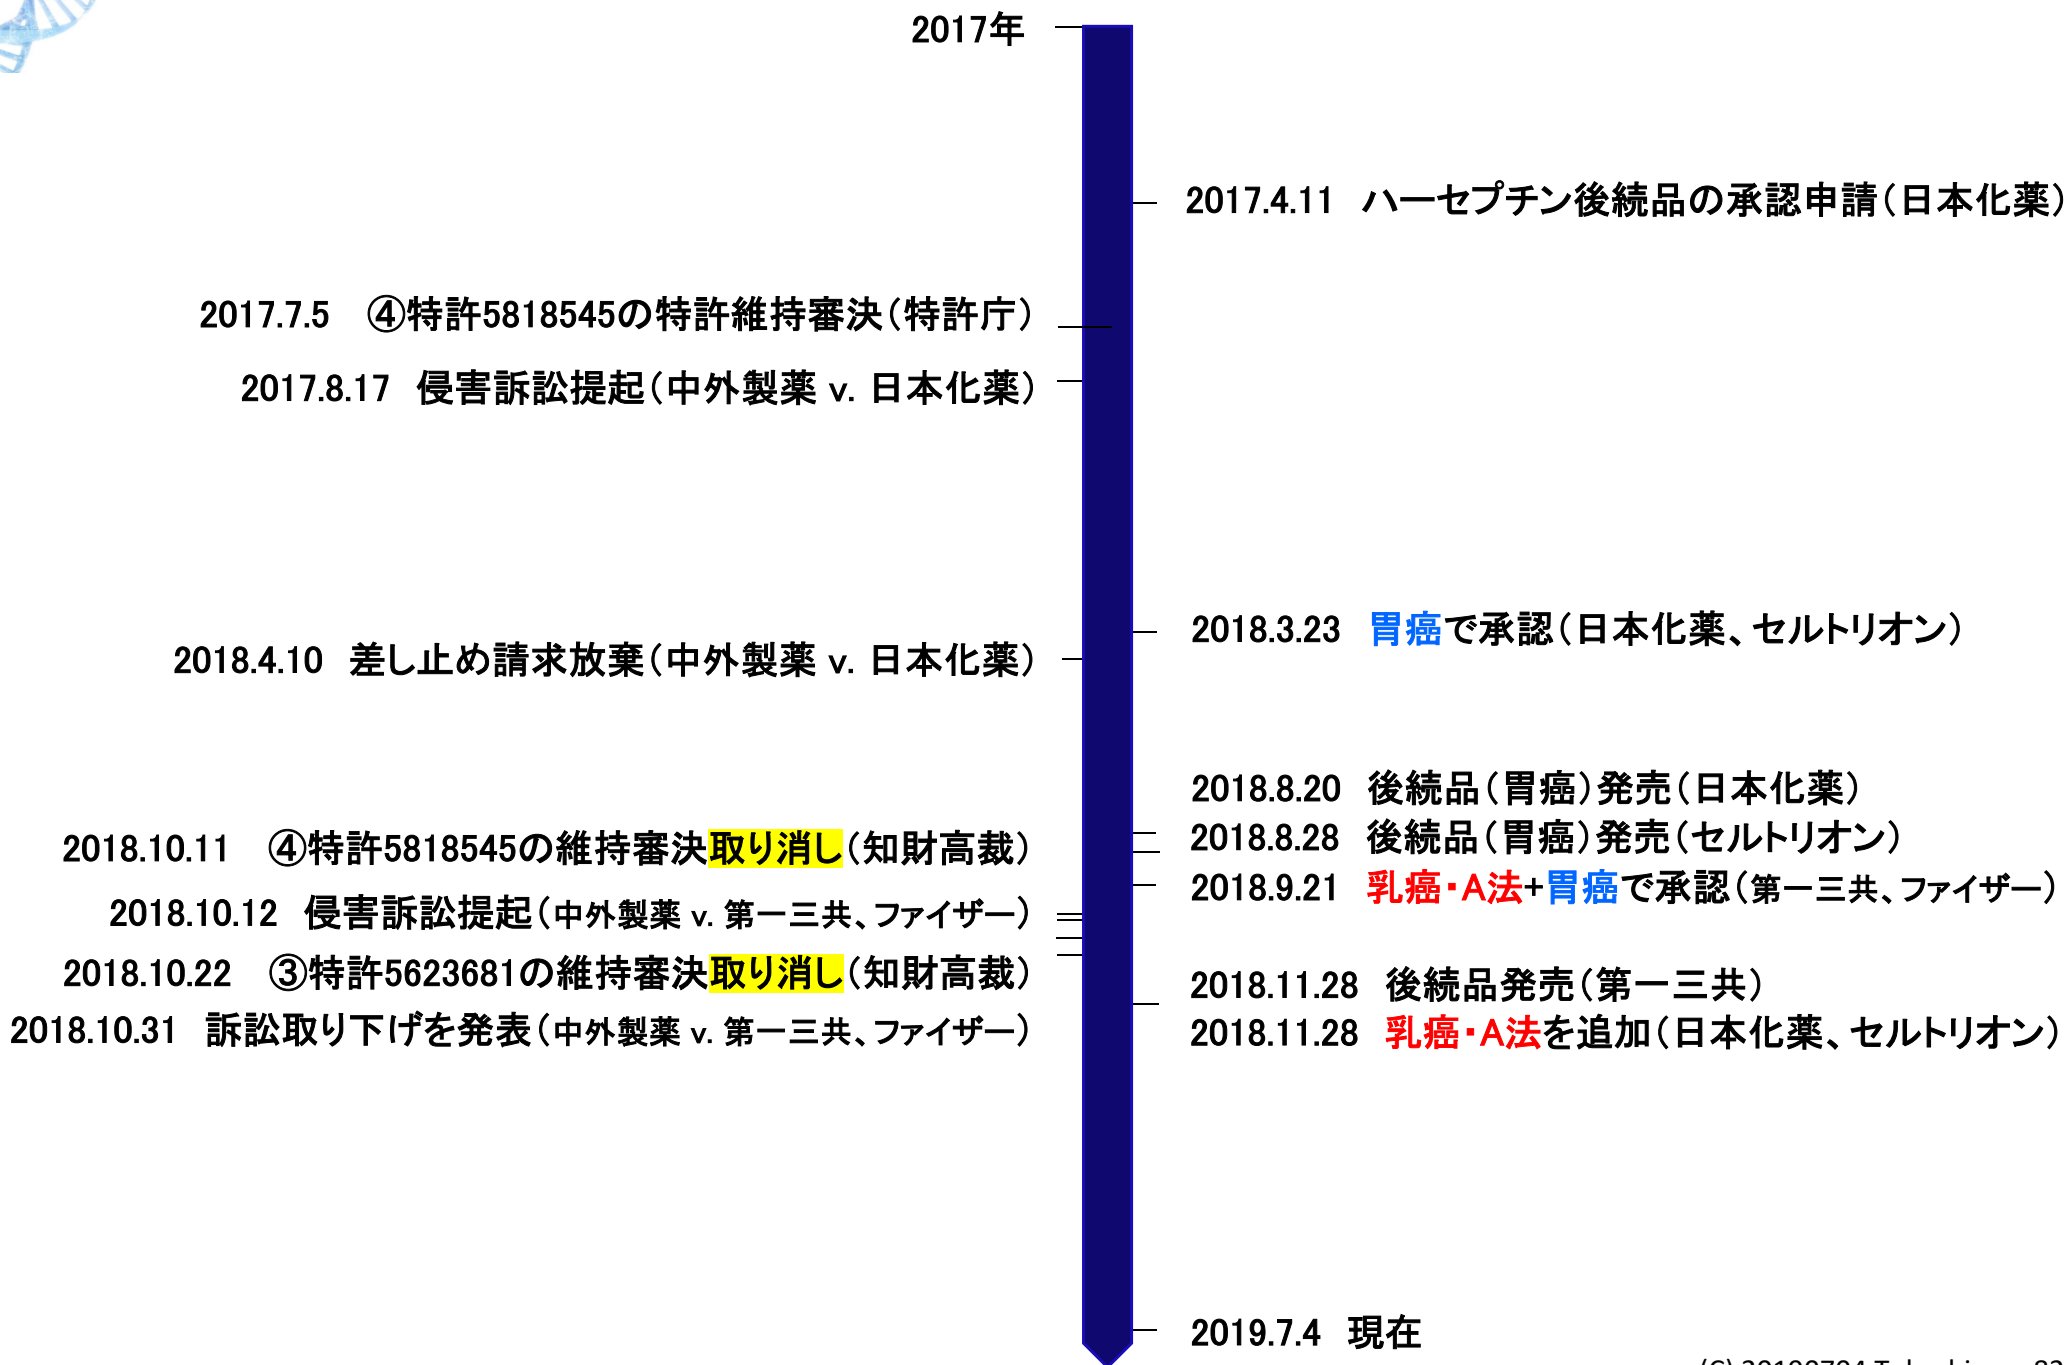 2017年
2017.4.11 ハーセプチン後続品の承認申請（日本化薬）
2017.7.5 ④特許5818545の特許維持審決（特許庁）
2017.8.17 侵害訴訟提起（中外製薬 v. 日本化薬）
2018.3.23 胃癌で承認（日本化薬、セルトリオン）
2018.4.10 差し止め請求放棄（中外製薬 v. 日本化薬）
2018.8.20 後続品（胃癌）発売（日本化薬）
2018.8.28 後続品（胃癌）発売（セルトリオン）
2018.9.21 乳癌・A法+胃癌で承認（第一三共、ファイザー）
2018.10.11 ④特許5818545の維持審決取り消し（知財高裁）
2018.10.12 侵害訴訟提起（中外製薬 v. 第一三共、ファイザー）
2018.10.22 ③特許5623681の維持審決取り消し（知財高裁）
2018.10.31 訴訟取り下げを発表（中外製薬 v. 第一三共、ファイザー）
2018.11.28 後続品発売（第一三共）
2018.11.28 乳癌・A法を追加（日本化薬、セルトリオン）
2019.7.4 現在